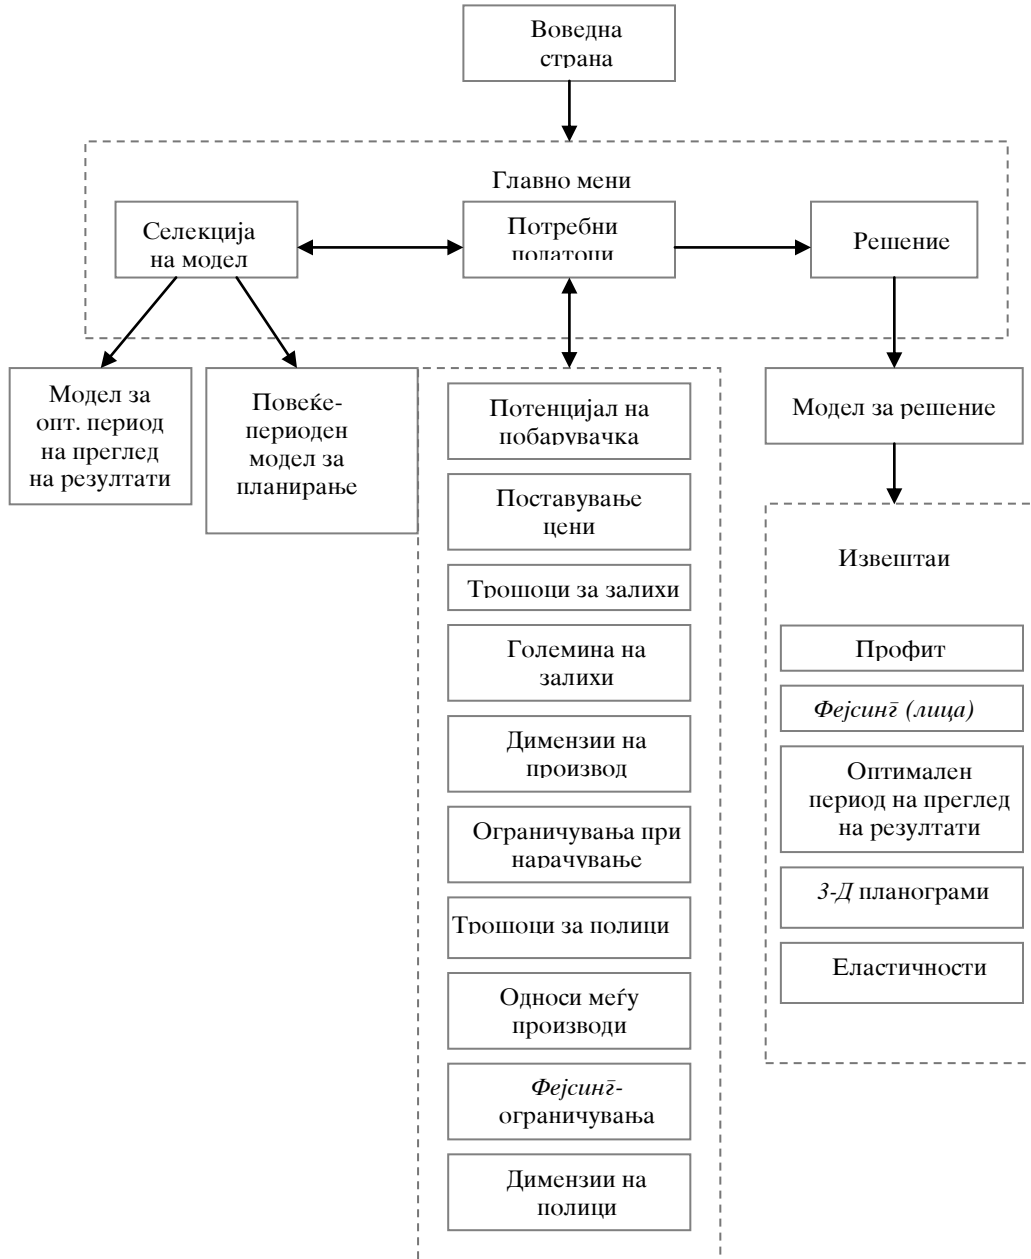 Воведна
страна
Главно мени
Селекција
на модел
Потребни
податоци
Решение
Модел за
опт. период
на преглед
на резултати
Повеќе-
периоден
модел за
планирање
Потенцијал на
побарувачка
Поставување
цени
Трошоци за залихи
Големина на
залихи
Димензии на
производ
Ограничувања при
нарачување
Трошоци за полици
Односи меѓу
производи
Фејсинг-
ограничувања
Димензии на
полици
Модел за решение
Извештаи
Профит
Фејсинг (лица)
Оптимален
период на преглед
на резултати
3-Д планограми
Еластичности